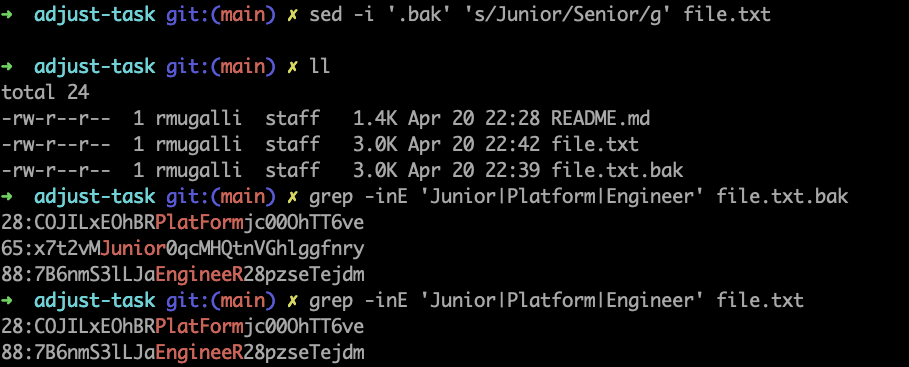 ➜ adjust-task git:(main) ✗ sed -i '.bak' 's/Junior/Senior/g' file.txt
➜ adjust-task git:(main) ✗ ll
total 24
-rw-r--r-- 1 rmugalli staff 1.4K Apr 20 22:28 README.md
-rw-r--r-- 1 rmugalli staff 3.0K Apr 20 22:42 file.txt
-rw-r--r-- 1 rmugalli staff 3.0K Apr 20 22:39 file.txt.bak
➜ adjust-task git:(main) ✗ grep -inE 'Junior|Platform|Engineer' file.txt.bak
28:COJILxEOhBRPlatFormjc00OhTT6ve
65:x7t2vMJunior0qcMHQtnVGhlggfnry
88:7B6nmS3lLJaEngineeR28pzseTejdm
➜ adjust-task git:(main) ✗ grep -inE 'Junior|Platform|Engineer' file.txt
28:COJILxEOhBRPlatFormjc00OhTT6ve
88:7B6nmS3lLJaEngineeR28pzseTejdm